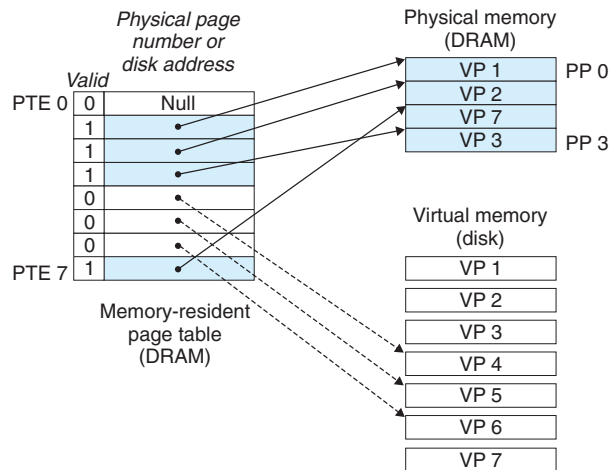 Physical page
number or
disk address
Valid
PTE 0
0
Null
1
1
1
0
0
0
PTE 7
1
Memory-resident
page table
(DRAM)
Physical memory
(DRAM)
VP 1
PP 0
VP 2
VP 7
VP 3
PP 3
Virtual memory
(disk)
VP 1
VP 2
VP 3
VP 4
VP 5
VP 6
VP 7